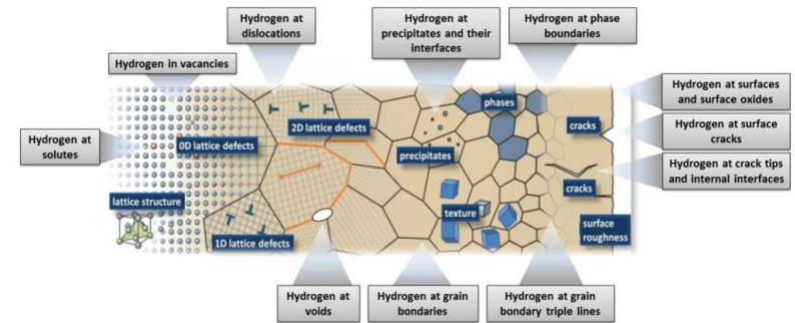 Hydrogen at
dislocations
Hydrogen at
precipitates and their
interfaces
Hydrogen at phase
boundaries
Hydrogen in vacancies
Hydrogen at surfaces
and surface oxides
Hydrogen at
solutes
0D lattice defects
2D lattice defects
phases
precipitates
cracks
Hydrogen at surface
cracks
Hydrogen at crack tips
and internal interfaces
cracks
lattice structure
texture
surface
roughness
1D lattice defects
Hydrogen at
voids
Hydrogen at grain
bondaries
Hydrogen at grain
bondary triple lines